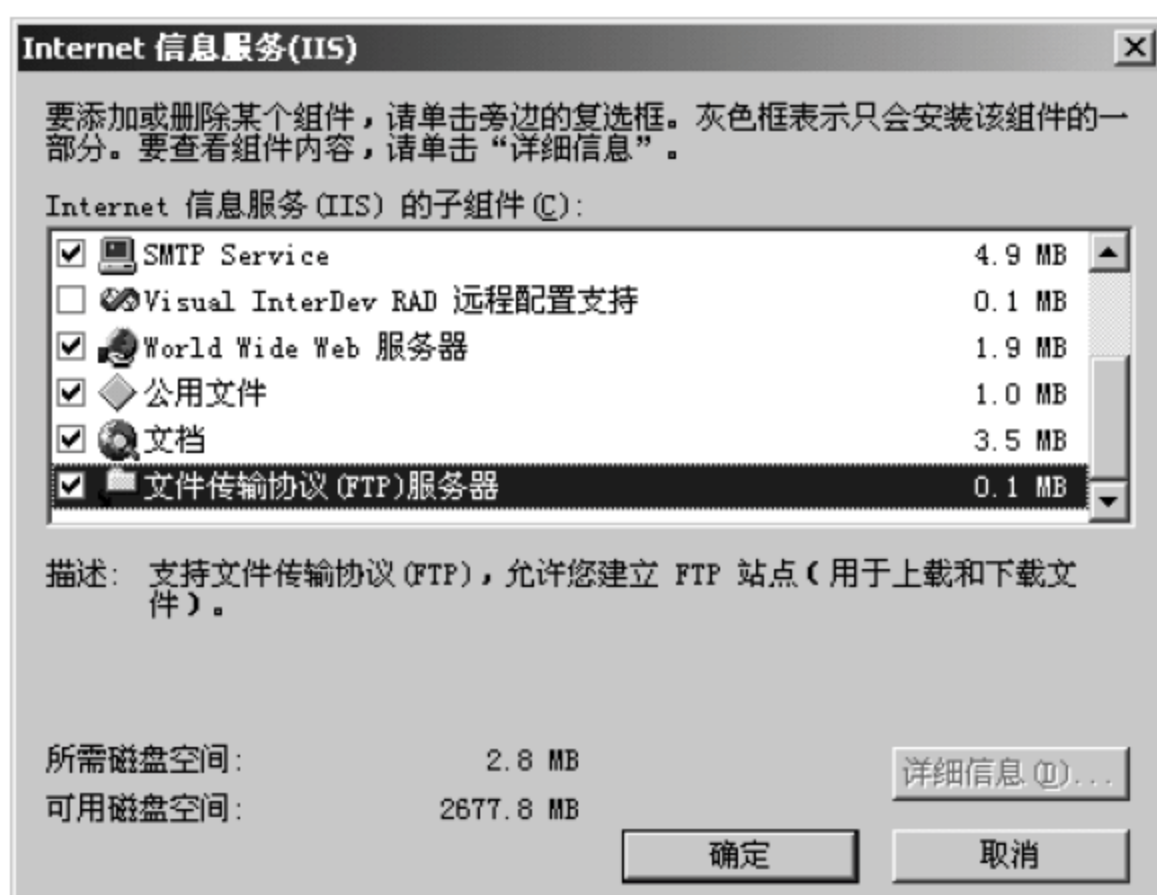 Internet 信息服务(IIS)
要添加或删除某个组件，请单击旁边的复选框。灰色框表示只会安装该组件的一
部分。要查看组件内容，请单击“详细信息”。
Internet 信息服务(IIS) 的子组件(C):
SMTP Service 4.9 MB
Visual InterDev RAD 远程配置支持 0.1 MB
World Wide Web 服务器 1.9 MB
公用文件 1.0 MB
文档 3.5 MB
文件传输协议(FTP)服务器 0.1 MB
描述: 支持文件传输协议(FTP)，允许您建立 FTP 站点(用于上载和下载文
件)。
所需磁盘空间: 2.8 MB
详细信息(D)...
可用磁盘空间: 2677.8 MB
确定 取消